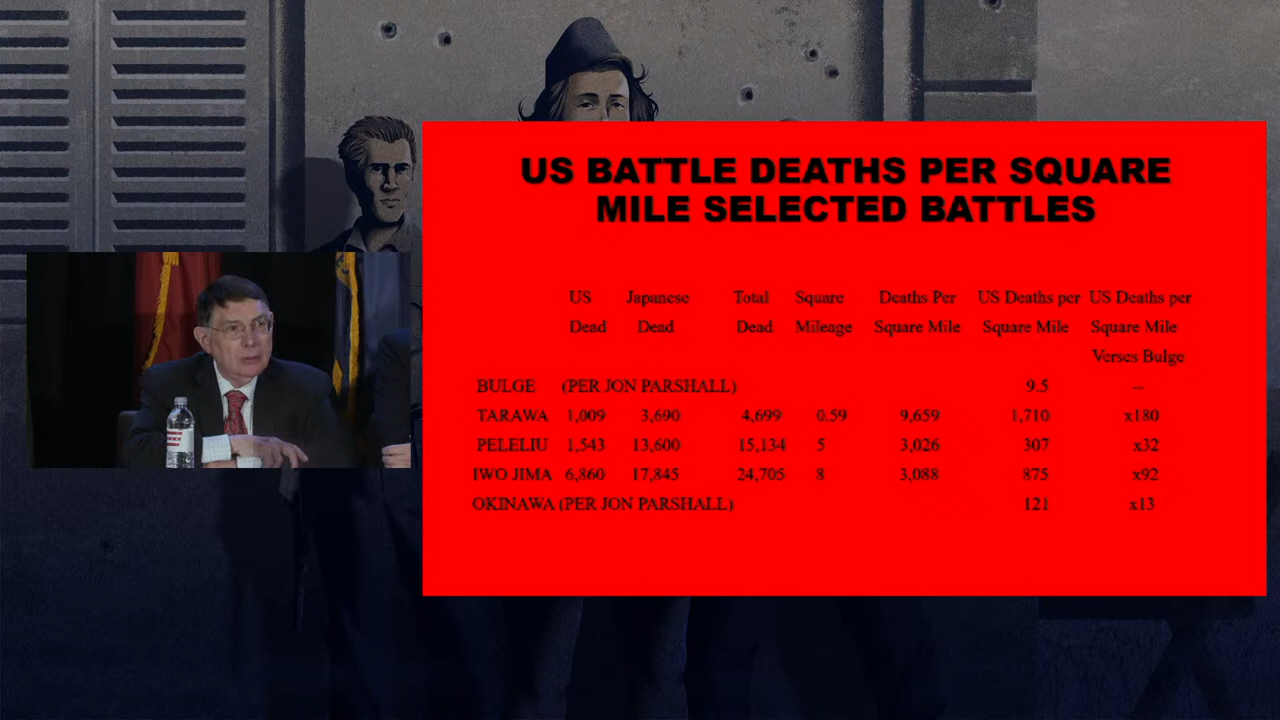 US BATTLE DEATHS PER SQUARE
MILE SELECTED BATTLES
US Japanese Total Square Deaths Per US Deaths per US Deaths per
Dead Dead Dead Mileage Square Mile Square Mile Square Mile
Verses Bulge
BULGE (PER JON PARSHALL) 9.5 –
TARAWA 1,009 3,690 4,699 0.59 9,659 1,710 x180
PELELIU 1,543 13,600 15,134 5 3,026 307 x32
IWO JIMA 6,860 17,845 24,705 8 3,088 875 x92
OKINAWA (PER JON PARSHALL) 121 x13